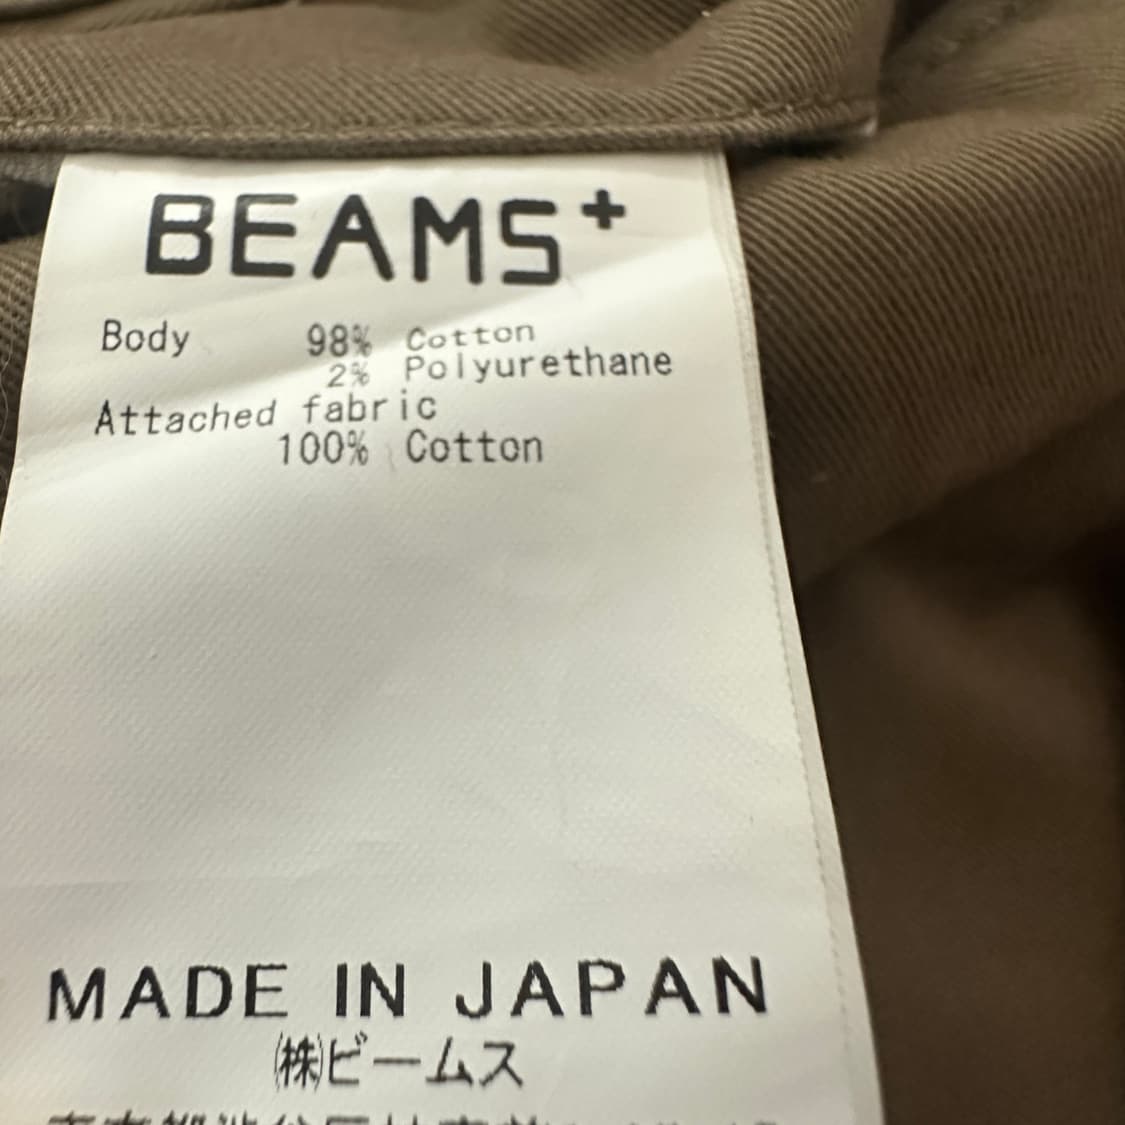 BEAMS+
Body 98% Cotton
2% Polyurethane
Attached fabric
100% Cotton
MADE IN JAPAN
㈱ビームス